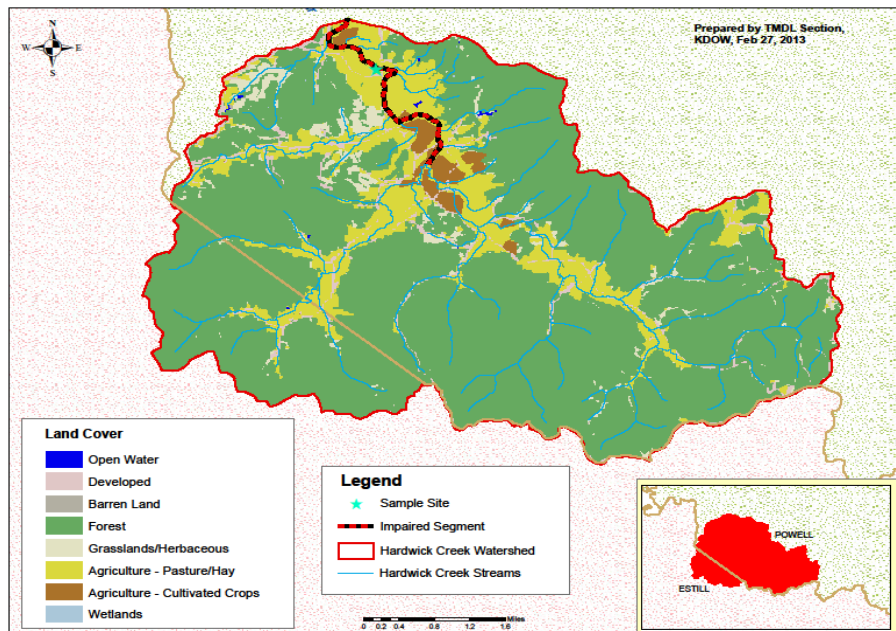 Prepared by TMDL Section,
KDOW, Feb 27, 2013
N
W E
S
Land Cover
Open Water
Developed
Barren Land
Forest
Grasslands/Herbaceous
Agriculture - Pasture/Hay
Agriculture - Cultivated Crops
Wetlands
Legend
Sample Site
Impaired Segment
Hardwick Creek Watershed
Hardwick Creek Streams
Miles
0 0.2 0.4 0.8 1.2 1.6
POWELL
ESTILL